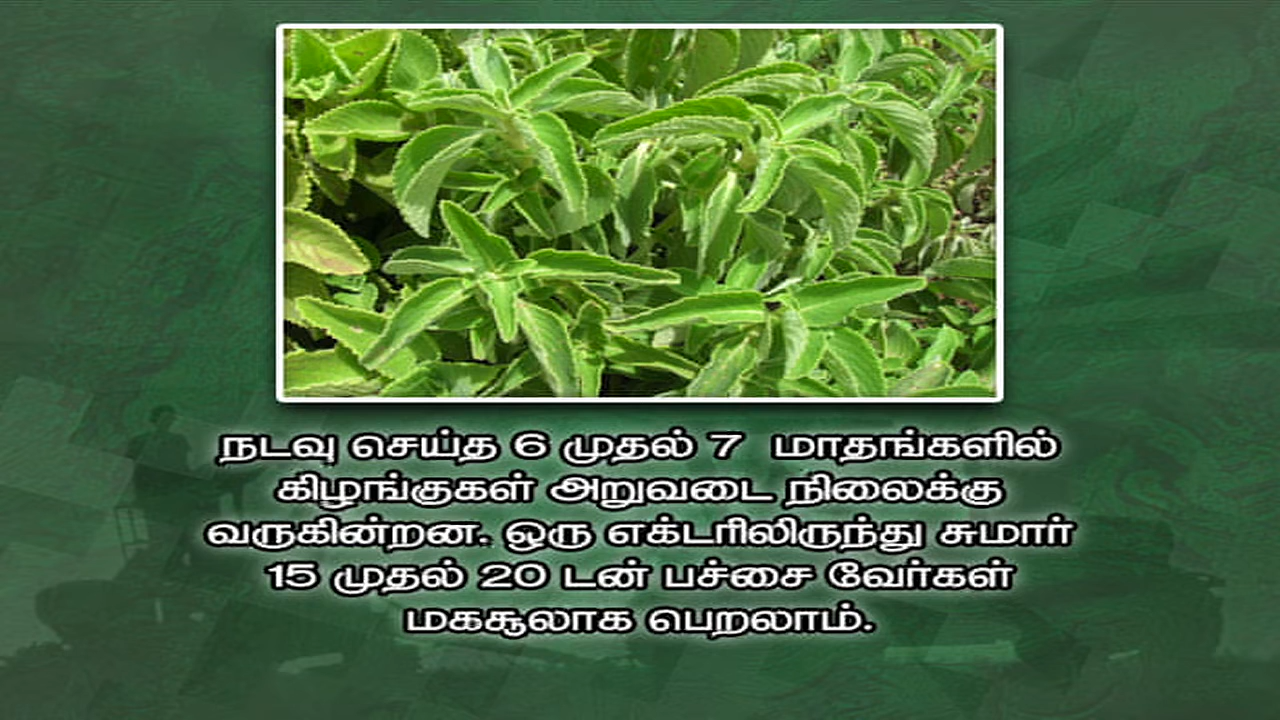 நடவு செய்த 6 முதல் 7 மாதங்களில்
கிழங்குகள் அறுவடை நிலைக்கு
வருகின்றன. ஒரு எக்டரிலிருந்து சுமார்
15 முதல் 20 டன் பச்சை வேர்கள்
மகசூலாக பெறலாம்.